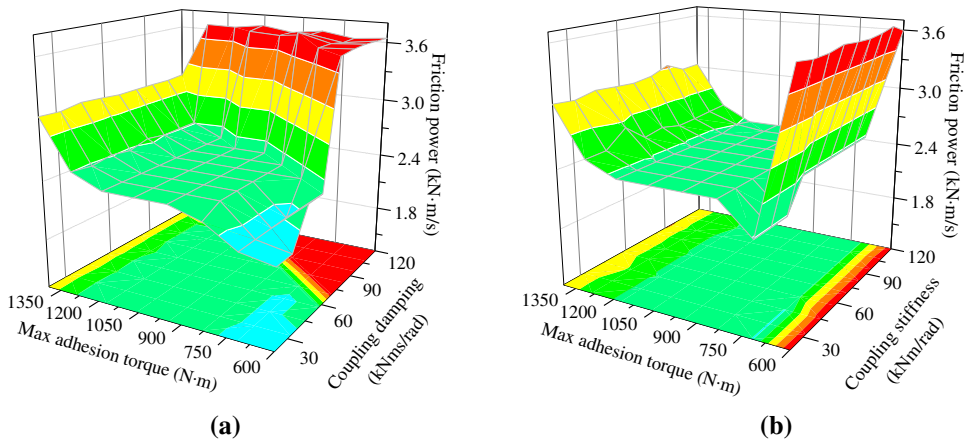 3.6
3.0
2.4
1.8
Friction power (kN·m/s)
120
90
60
30
Coupling damping
(kNms/rad)
1350
1200
1050
900
750
600
Max adhesion torque (N·m)
(a)
3.6
3.0
2.4
1.8
Friction power (kN·m/s)
120
90
60
30
Coupling stiffness
(kNm/rad)
1350
1200
1050
900
750
600
Max adhesion torque (N·m)
(b)